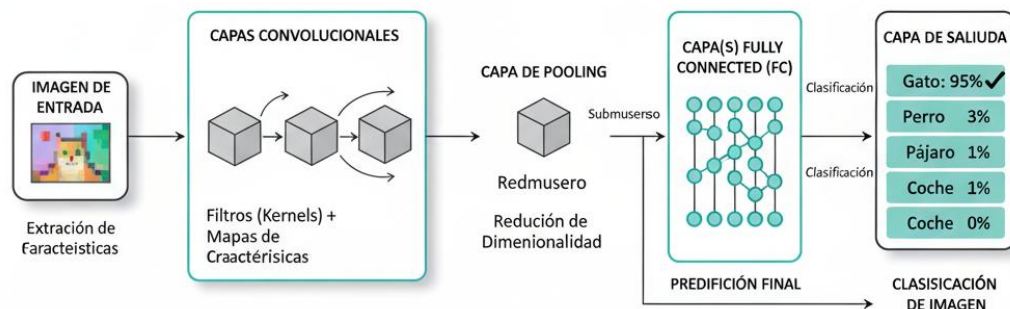 IMAGEN DE
ENTRADA
Extración de
Faracteisticas
CAPAS CONVOLUCIONALES
Filtros (Kernels) +
Mapas de
Craactérisicas
CAPA DE POOLING
Submuserso
Redmusero
Redución de
Dimenionalidad
CAPA(S) FULLY
CONNECTED (FC)
PREDIFICIÓN FINAL
Clasificación
Clasificación
CAPA DE SALIUDA
Gato: 95% ✓
Perro 3%
Pájaro 1%
Coche 1%
Coche 0%
CLASISICACIÓN
DE IMAGEN